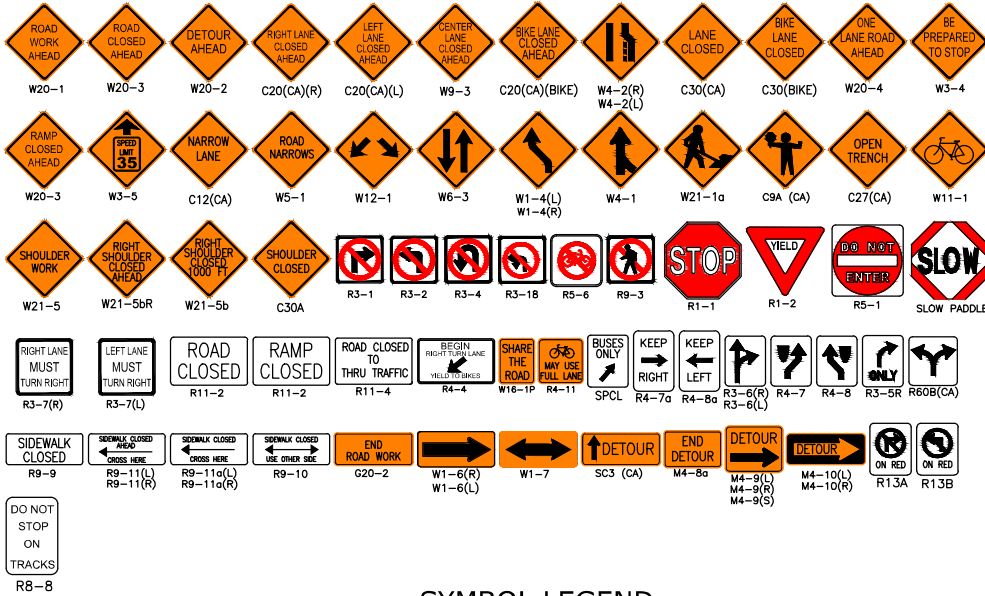 ROAD
WORK
AHEAD
W20-1
ROAD
CLOSED
AHEAD
W20-3
DETOUR
AHEAD
W20-2
RIGHT LANE
CLOSED
AHEAD
C20(CA)(R)
LEFT
LANE
CLOSED
AHEAD
C20(CA)(L)
CENTER
LANE
CLOSED
AHEAD
W9-3
BIKE LANE
CLOSED
AHEAD
C20(CA)(BIKE)
W4-2(R)
W4-2(L)
LANE
CLOSED
C30(CA)
BIKE
LANE
CLOSED
C30(BIKE)
ONE
LANE ROAD
AHEAD
W20-4
BE
PREPARED
TO STOP
W3-4
RAMP
CLOSED
AHEAD
W20-3
SPEED
LIMIT
35
W3-5
NARROW
LANE
C12(CA)
ROAD
NARROWS
W5-1
W12-1
W6-3
W1-4(L)
W1-4(R)
W4-1
W21-1a
C9A (CA)
OPEN
TRENCH
C27(CA)
W11-1
SHOULDER
WORK
W21-5
RIGHT
SHOULDER
CLOSED
AHEAD
W21-5bR
RIGHT
SHOULDER
CLOSED
1000 FT
W21-5b
SHOULDER
CLOSED
C30A
R3-1
R3-2
R3-4
R3-18
R5-6
R9-3
STOP
R1-1
YIELD
R1-2
DO NOT
ENTER
R5-1
SLOW
SLOW PADDLE
RIGHT LANE
MUST
TURN RIGHT
R3-7(R)
LEFT LANE
MUST
TURN RIGHT
R3-7(L)
ROAD
CLOSED
R11-2
RAMP
CLOSED
R11-2
ROAD CLOSED
TO
THRU TRAFFIC
R11-4
BEGIN
RIGHT TURN LANE
YIELD TO BIKES
R4-4
SHARE
THE
ROAD
W16-1P
MAY USE
FULL LANE
R4-11
BUSES
ONLY
SPCL
KEEP
RIGHT
R4-7a
KEEP
LEFT
R4-8a
R3-6(R)
R3-6(L)
R4-7
R4-8
ONLY
R3-5R
R60B(CA)
SIDEWALK
CLOSED
R9-9
SIDEWALK CLOSED
AHEAD
CROSS HERE
R9-11(L)
R9-11(R)
SIDEWALK CLOSED
CROSS HERE
R9-11a(L)
R9-11a(R)
SIDEWALK CLOSED
USE OTHER SIDE
R9-10
END
ROAD WORK
G20-2
W1-6(R)
W1-6(L)
W1-7
DETOUR
SC3 (CA)
END
DETOUR
M4-8a
DETOUR
M4-9(L)
M4-9(R)
M4-9(S)
DETOUR
M4-10(L)
M4-10(R)
ON RED
R13A
ON RED
R13B
DO NOT
STOP
ON
TRACKS
R8-8
SYMBOL LEGEND